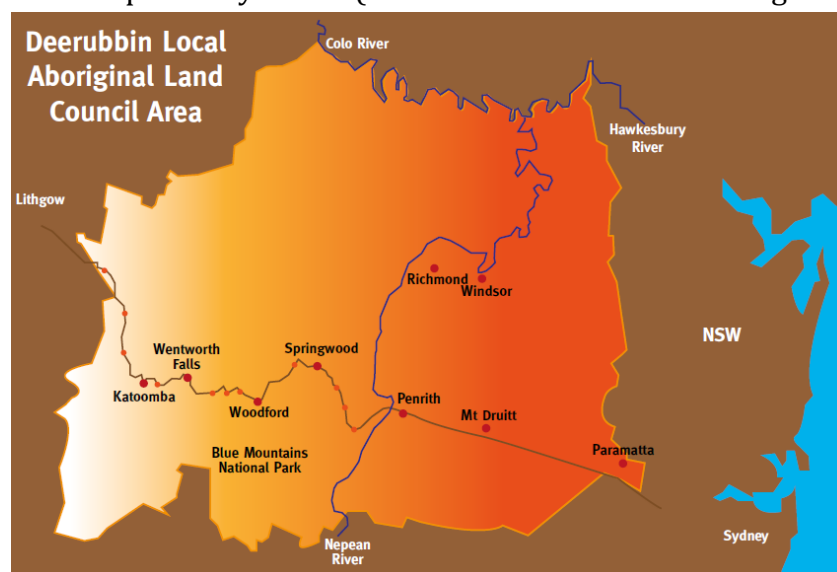 Deerubbin Local
Aboriginal Land
Council Area
Colo River
Hawkesbury
River
Lithgow
Richmond
Windsor
NSW
Wentworth
Falls
Springwood
Katoomba
Woodford
Penrith
Mt Druitt
Paramatta
Blue Mountains
National Park
Nepean
River
Sydney